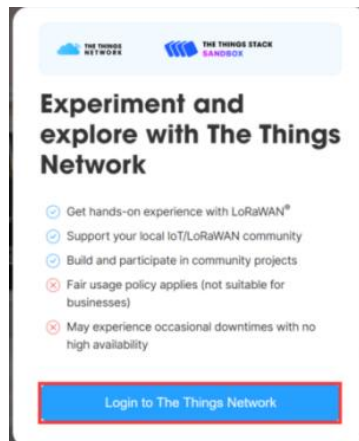 THE THINGS
NETWORK
THE THINGS STACK
SANDBOX
Experiment and
explore with The Things
Network
Get hands-on experience with LoRaWAN®
Support your local IoT/LoRaWAN community
Build and participate in community projects
Fair usage policy applies (not suitable for
businesses)
May experience occasional downtimes with no
high availability
Login to The Things Network